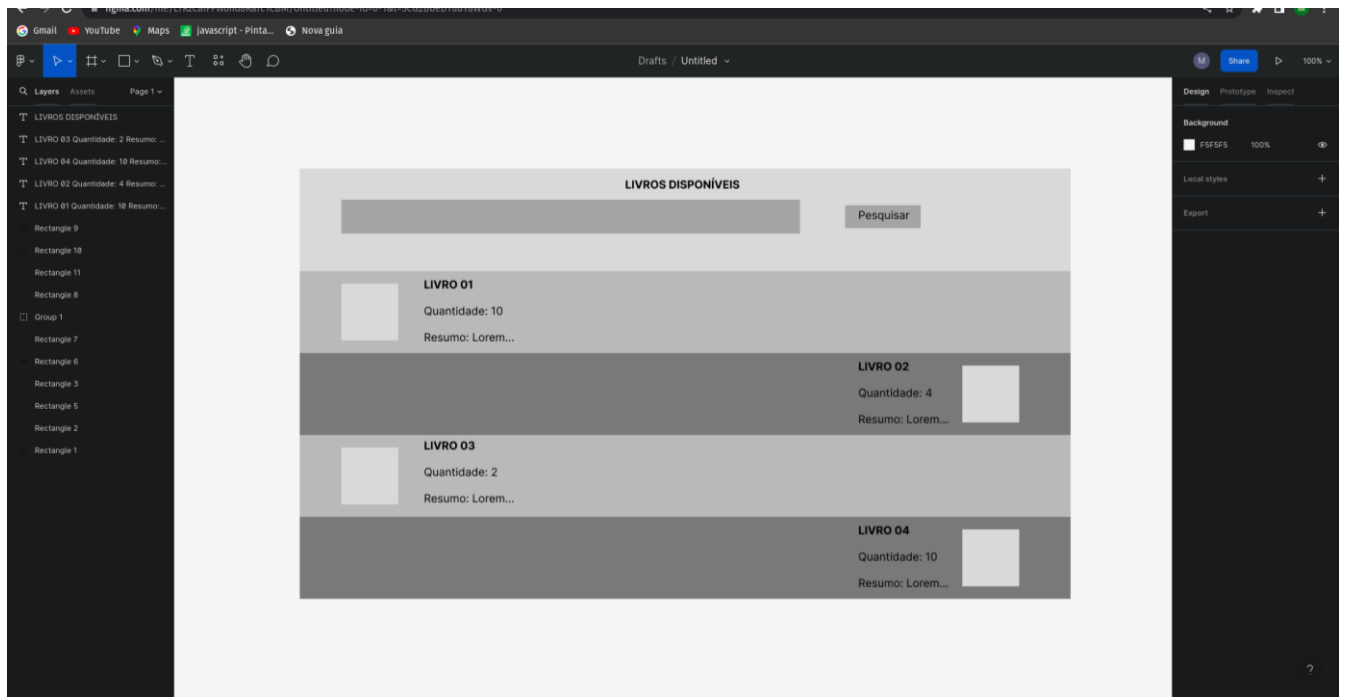 Gmail YouTube Maps javascript - Pinta... Nova guia
Drafts / Untitled M Share 100%
Layers Assets Page 1
LIVROS DISPONÍVEIS
LIVRO 03 Quantidade: 2 Resumo: ...
LIVRO 04 Quantidade: 10 Resumo:...
LIVRO 02 Quantidade: 4 Resumo: ...
LIVRO 01 Quantidade: 10 Resumo:...
Rectangle 9
Rectangle 10
Rectangle 11
Rectangle 8
Group 1
Rectangle 7
Rectangle 6
Rectangle 3
Rectangle 5
Rectangle 2
Rectangle 1
LIVROS DISPONÍVEIS
Pesquisar
LIVRO 01
Quantidade: 10
Resumo: Lorem...
LIVRO 02
Quantidade: 4
Resumo: Lorem...
LIVRO 03
Quantidade: 2
Resumo: Lorem...
LIVRO 04
Quantidade: 10
Resumo: Lorem...
Design Prototype Inspect
Background
F5F5F5 100%
Local styles
Export
?